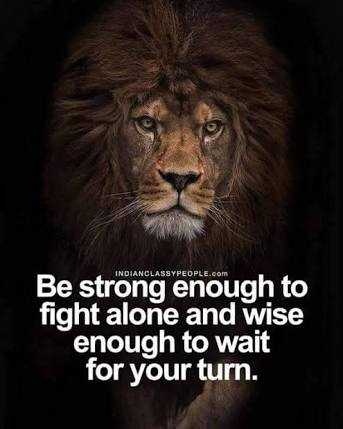 INDIANCLASSYPEOPLE.com
Be strong enough to
fight alone and wise
enough to wait
for your turn.